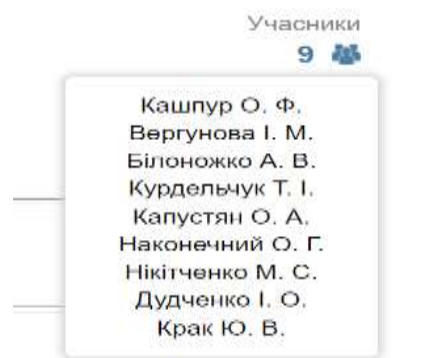 Учасники
9
Кашпур О. Ф.
Вергунова І. М.
Білоножко А. В.
Курдельчук Т. І.
Капустян О. А.
Наконечний О. Г.
Нікітченко М. С.
Дудченко І. О.
Крак Ю. В.